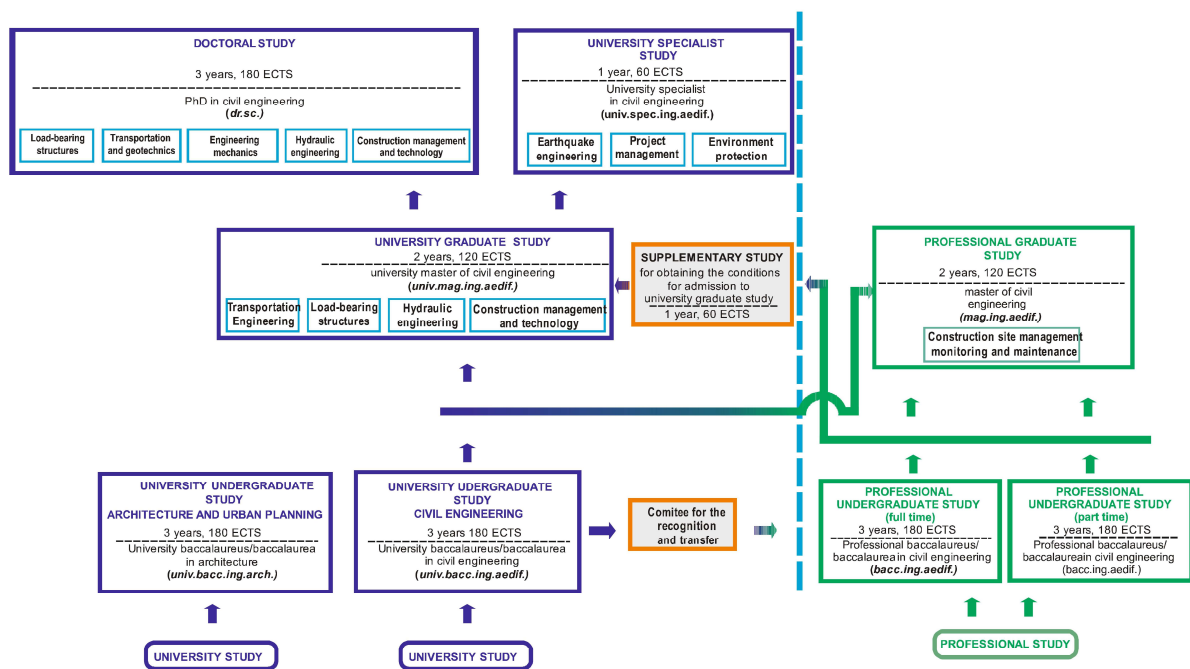 DOCTORAL STUDY
3 years, 180 ECTS
PhD in civil engineering
(dr.sc.)
Load-bearing
structures
Transportation
and geotechnics
Engineering
mechanics
Hydraulic
engineering
Construction management
and technology
UNIVERSITY SPECIALIST
STUDY
1 year, 60 ECTS
University specialist
in civil engineering
(univ.spec.ing.aedif.)
Earthquake
engineering
Project
management
Environment
protection
UNIVERSITY GRADUATE STUDY
2 years, 120 ECTS
university master of civil engineering
(univ.mag.ing.aedif.)
Transportation
Engineering
Load-bearing
structures
Hydraulic
engineering
Construction management
and technology
SUPPLEMENTARY STUDY
for obtaining the conditions
for admission to
university graduate study
1 year, 60 ECTS
PROFESSIONAL GRADUATE
STUDY
2 years, 120 ECTS
master of civil
engineering
(mag.ing.aedif.)
Construction site management
monitoring and maintenance
UNIVERSITY UNDERGRADUATE
STUDY
ARCHITECTURE AND URBAN PLANNING
3 years, 180 ECTS
University baccalaureus/baccalaurea
in architecture
(univ.bacc.ing.arch.)
UNIVERSITY UDERGRADUATE
STUDY
CIVIL ENGINEERING
3 years, 180 ECTS
University baccalaureus/baccalaurea
in civil engineering
(univ.bacc.ing.aedif.)
Comitee for the
recognition
and transfer
PROFESSIONAL
UNDERGRADUATE STUDY
(full time)
3 years, 180 ECTS
Professional baccalaureus/
baccalaureain civil engineering
(bacc.ing.aedif.)
PROFESSIONAL
UNDERGRADUATE STUDY
(part time)
3 years, 180 ECTS
Professional baccalaureus/
baccalaureain civil engineering
(bacc.ing.aedif.)
UNIVERSITY STUDY
UNIVERSITY STUDY
PROFESSIONAL STUDY